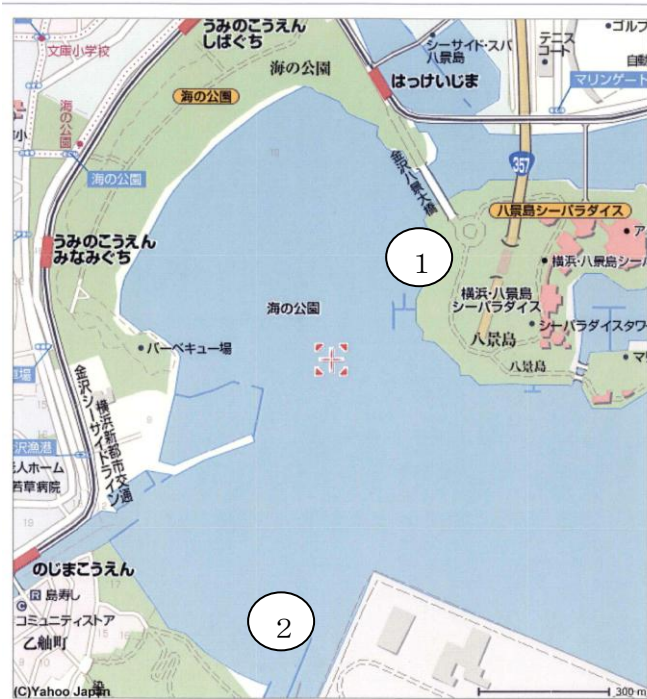 うみのこうえん
しばぐち
文庫小学校
海の公園
海の公園
シーサイド・スパ
八景島
はっけいじま
テニス
コート
ゴルフ
自動
マリンゲート
海の公園
小
海の公園
うみのこうえん
みなみぐち
金沢八景大橋
357
八景島シーパラダイス
ア
1
横浜・八景島シーパ
横浜・八景島
シーパラダイス
シーパラダイスタワー
八景島
八景島
マ
海の公園
バーベキュー場
車場
横浜新都市交通
金沢シーサイドライン
沢漁港
人ホーム
若草病院
のじまこうえん
島寿し
コミュニティストア
乙舳町
2
染
(C)Yahoo Japan
300 m